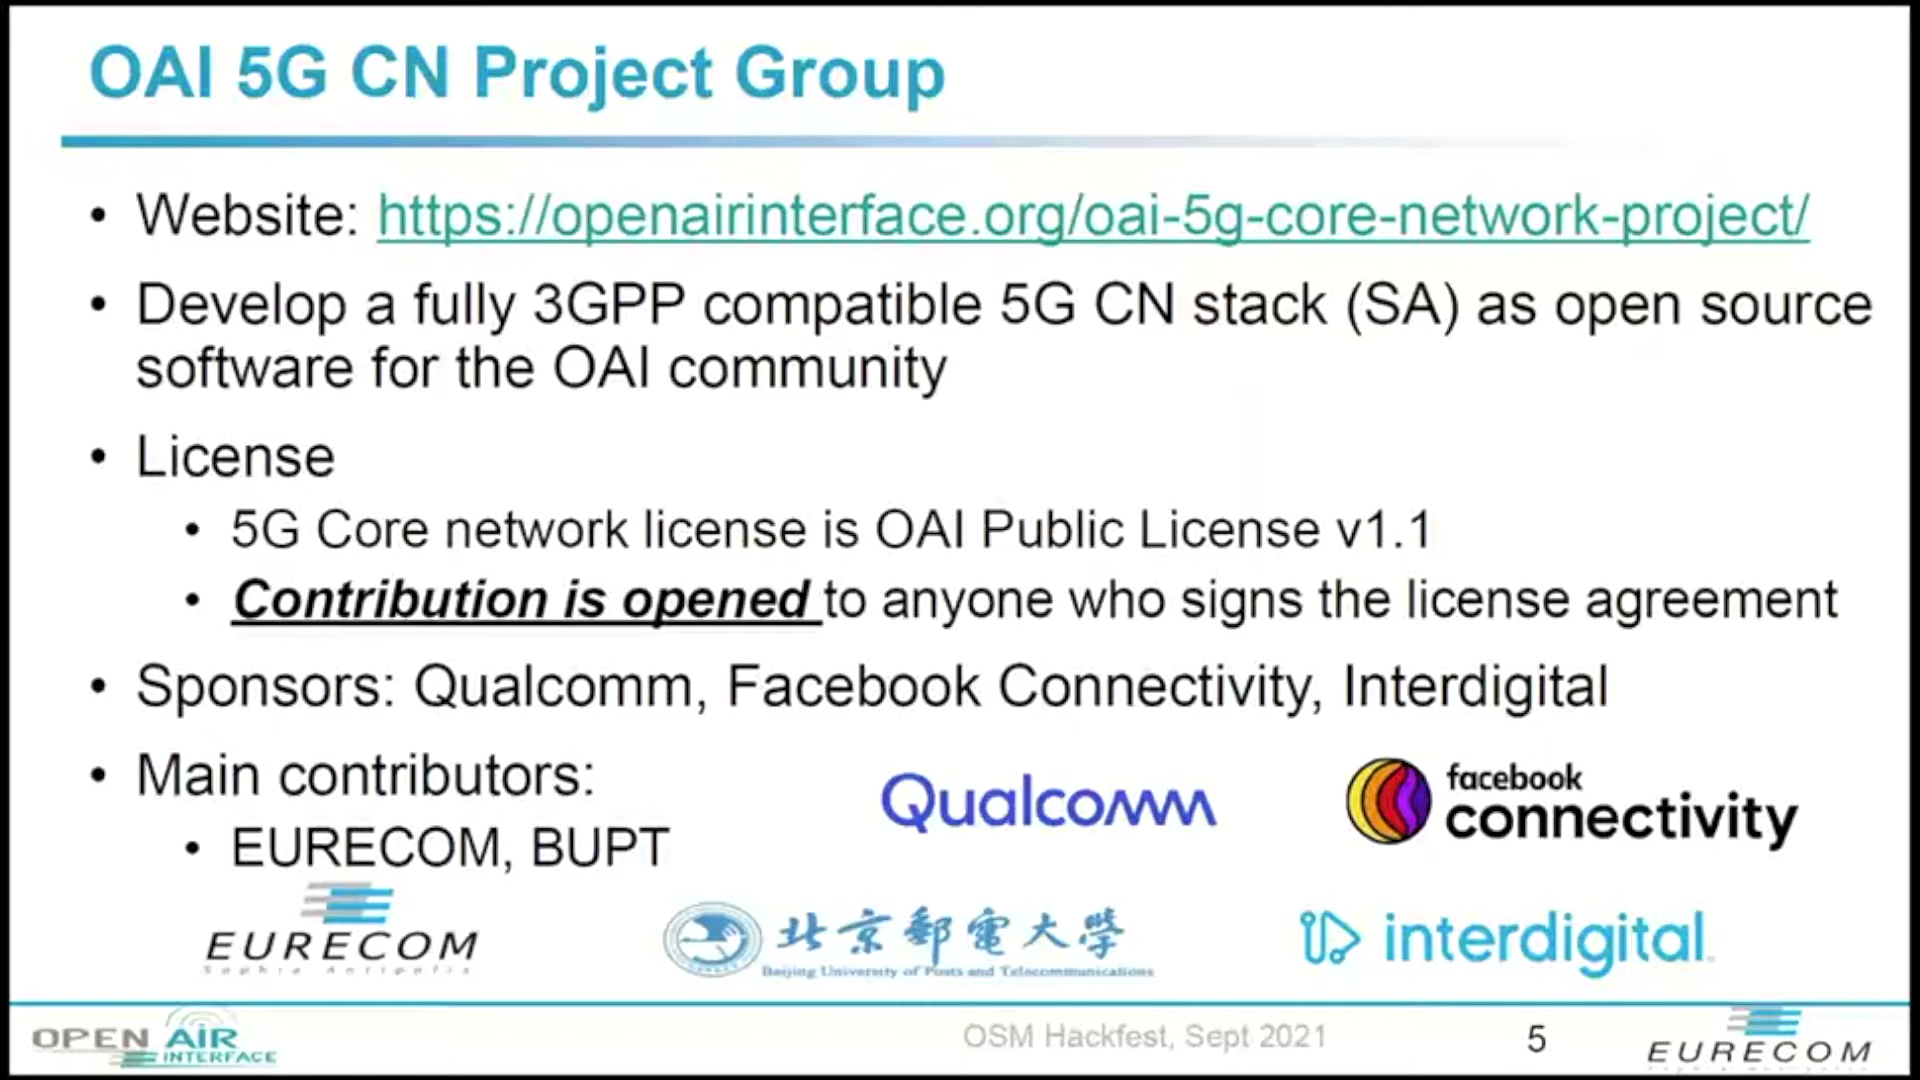 OAI 5G CN Project Group
• Website: https://openairinterface.org/oai-5g-core-network-project/
• Develop a fully 3GPP compatible 5G CN stack (SA) as open source
software for the OAI community
• License
• 5G Core network license is OAI Public License v1.1
• Contribution is opened to anyone who signs the license agreement
• Sponsors: Qualcomm, Facebook Connectivity, Interdigital
• Main contributors:
• EURECOM, BUPT
Qualcomm
facebook
connectivity
EURECOM
Sophia Antipolis
北京郵電大學
Beijing University of Posts and Telecommunications
interdigital
OPEN AIR
INTERFACE
OSM Hackfest, Sept 2021
5
EURECOM